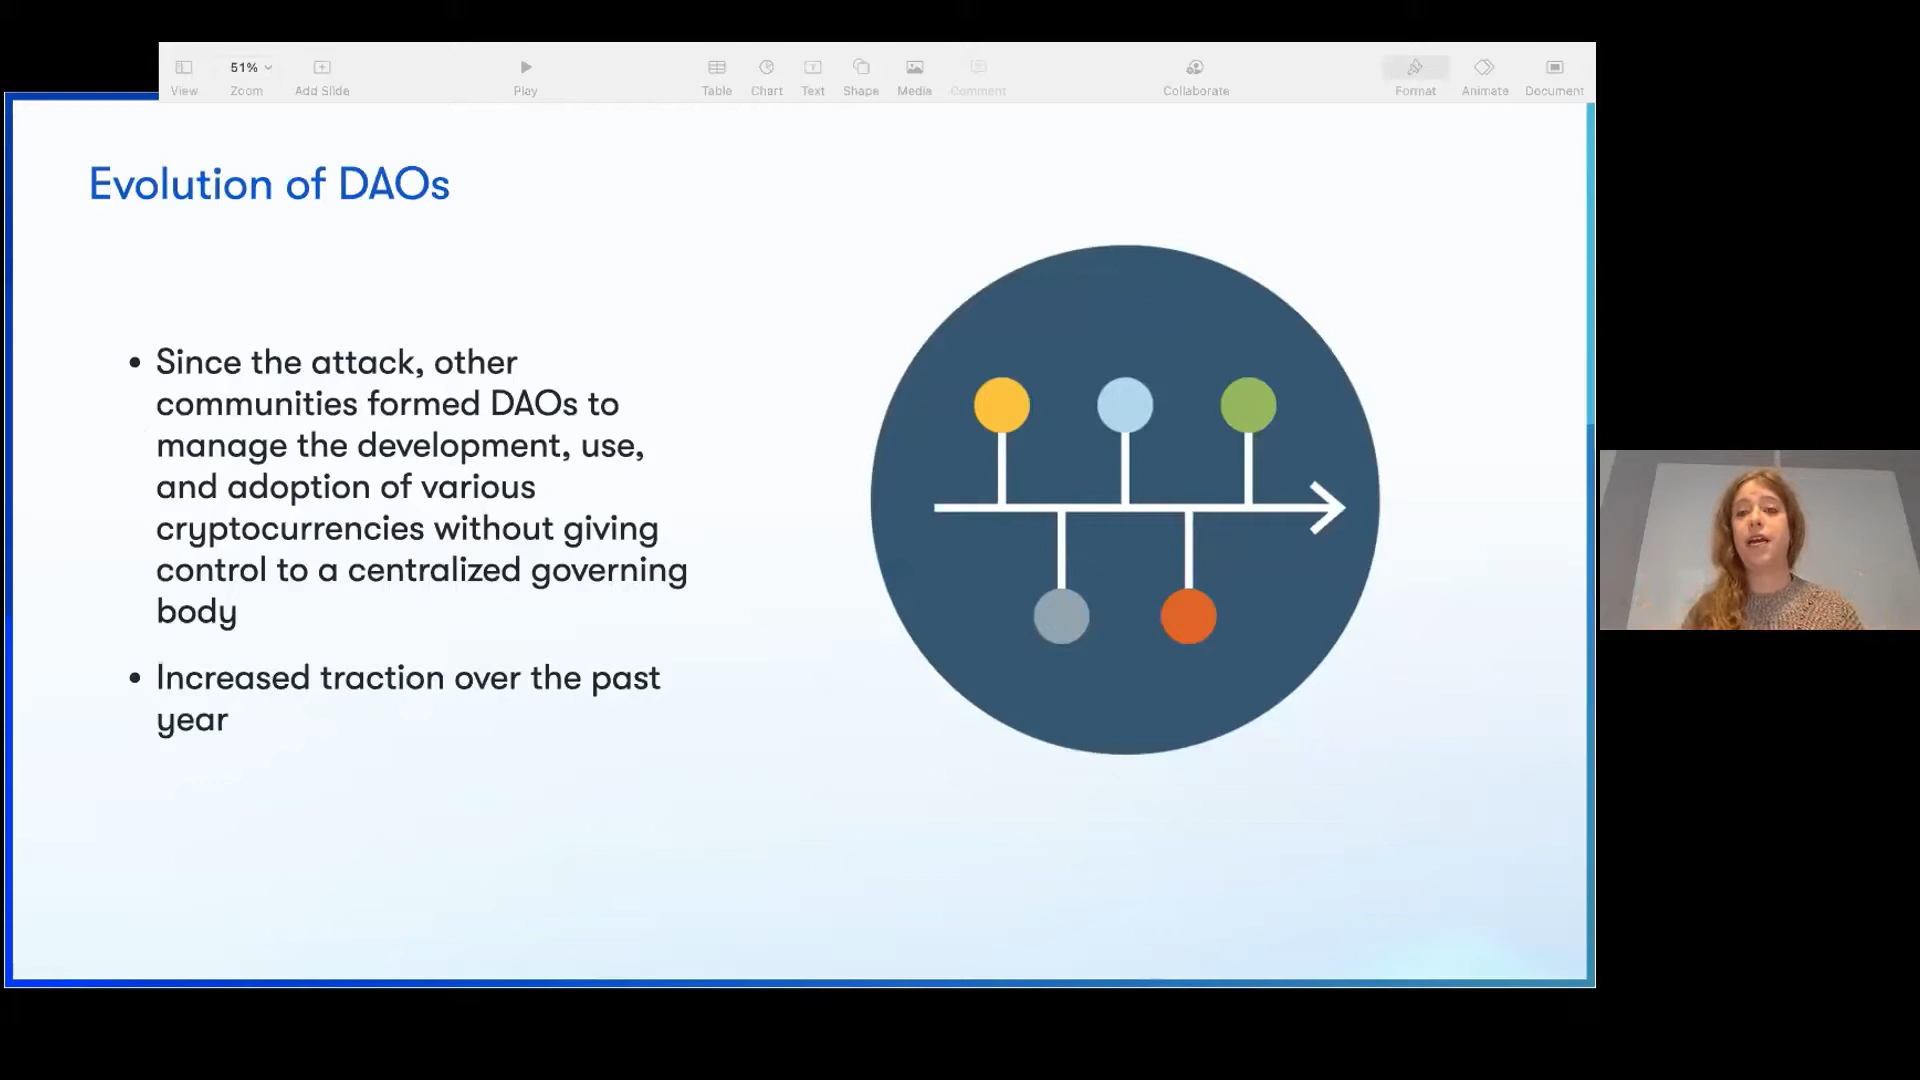 51%
View
Zoom
Add Slide
Play
Table
Chart
Text
Shape
Media
Comment
Collaborate
Format
Animate
Document
Evolution of DAOs
• Since the attack, other
communities formed DAOs to
manage the development, use,
and adoption of various
cryptocurrencies without giving
control to a centralized governing
body
• Increased traction over the past
year